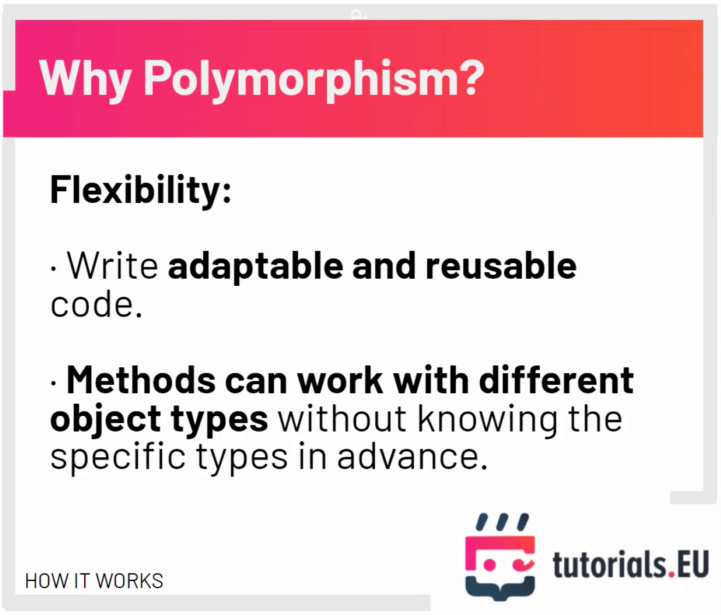 Why Polymorphism?
Flexibility:
· Write adaptable and reusable
code.
· Methods can work with different
object types without knowing the
specific types in advance.
HOW IT WORKS
tutorials.EU